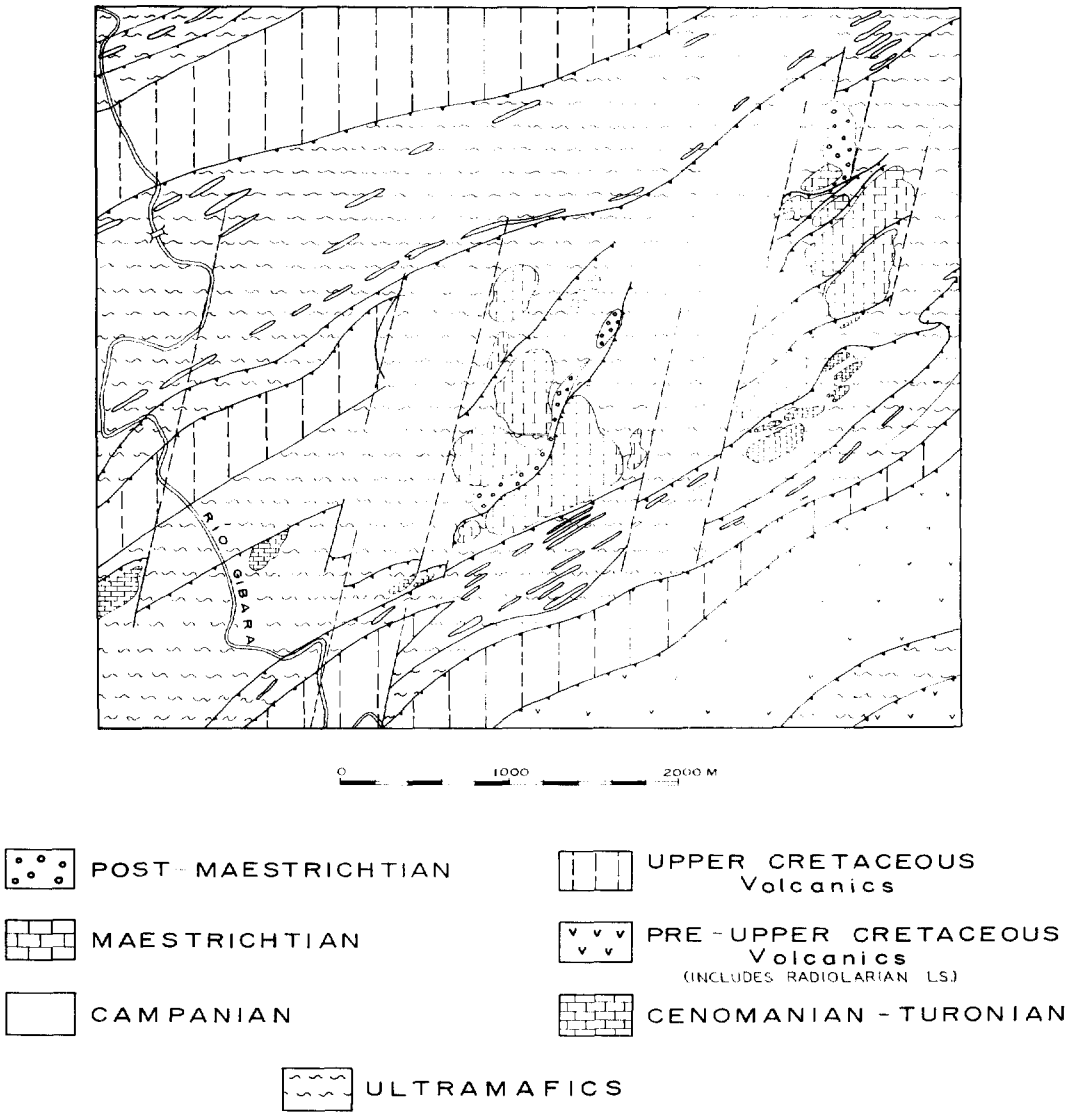 RIO GIBARA
0 1000 2000 M
POST-MAESTRICHTIAN
MAESTRICHTIAN
CAMPANIAN
ULTRAMAFICS
UPPER CRETACEOUS
Volcanics
PRE-UPPER CRETACEOUS
Volcanics
(INCLUDES RADIOLARIAN LS.)
CENOMANIAN-TURONIAN